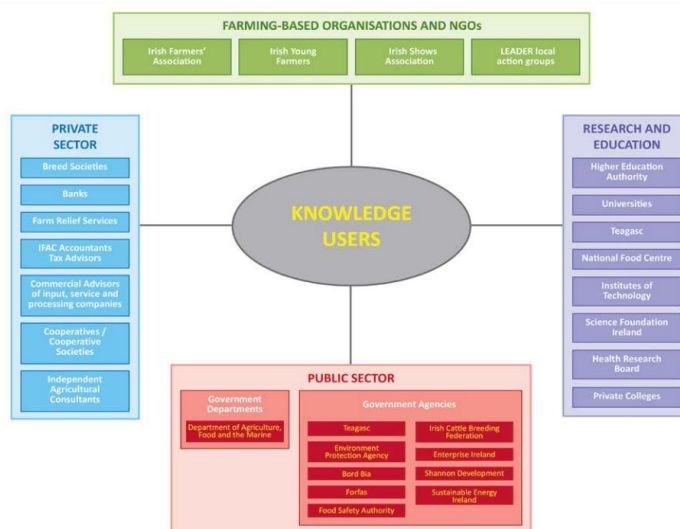 FARMING-BASED ORGANISATIONS AND NGOs
Irish Farmers'
Association
Irish Young
Farmers
Irish Shows
Association
LEADER local
action groups
PRIVATE
SECTOR
Breed Societies
Banks
Farm Relief Services
IFAC Accountants
Tax Advisors
Commercial Advisors
of input, service and
processing companies
Cooperatives /
Cooperative
Societies
Independent
Agricultural
Consultants
KNOWLEDGE
USERS
RESEARCH AND
EDUCATION
Higher Education
Authority
Universities
Teagasc
National Food Centre
Institutes of
Technology
Science Foundation
Ireland
Health Research
Board
Private Colleges
PUBLIC SECTOR
Government
Departments
Department of Agriculture,
Food and the Marine
Government Agencies
Teagasc
Environment
Protection Agency
Bord Bia
Forfas
Food Safety Authority
Irish Cattle Breeding
Federation
Enterprise Ireland
Shannon Development
Sustainable Energy
Ireland